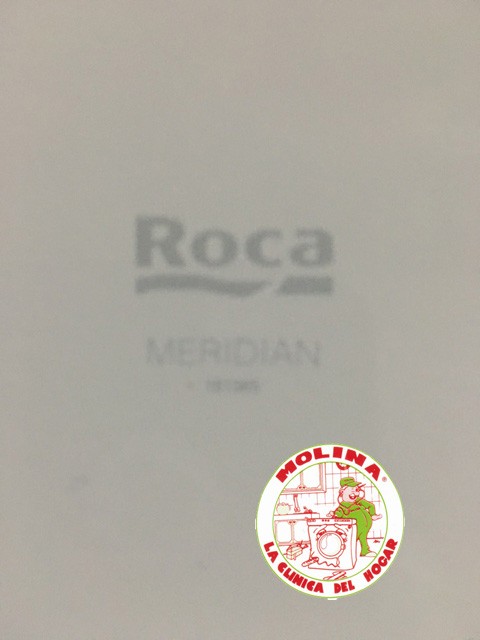 Roca
MERIDIAN
MOLINA®
LA CLINICA DEL HOGAR